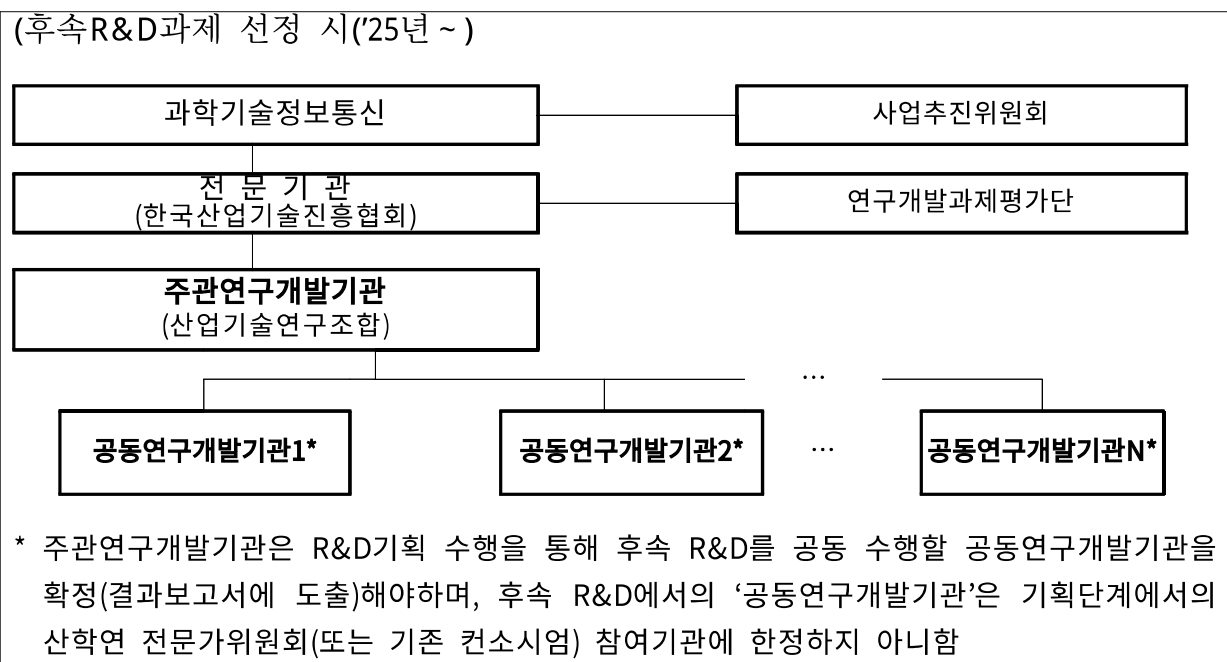 (후속R&D과제 선정 시('25년 ~ )
과학기술정보통신
사업추진위원회
전 문 기 관
(한국산업기술진흥협회)
연구개발과제평가단
주관연구개발기관
(산업기술연구조합)
…
공동연구개발기관1*
공동연구개발기관2*
…
공동연구개발기관N*
* 주관연구개발기관은 R&D기획 수행을 통해 후속 R&D를 공동 수행할 공동연구개발기관을
확정(결과보고서에 도출)해야하며, 후속 R&D에서의 ‘공동연구개발기관’은 기획단계에서의
산학연 전문가위원회(또는 기존 컨소시엄) 참여기관에 한정하지 아니함